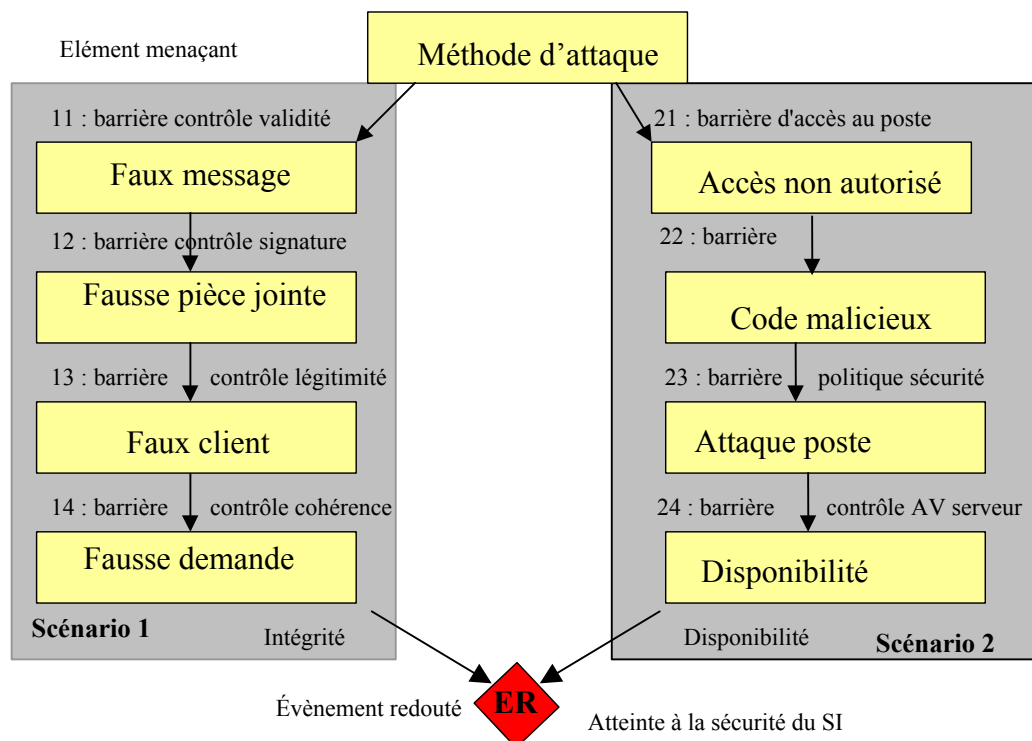 Elément menaçant
Méthode d'attaque
11 : barrière contrôle validité
Faux message
12 : barrière contrôle signature
Fausse pièce jointe
13 : barrière contrôle légitimité
Faux client
14 : barrière contrôle cohérence
Fausse demande
Scénario 1
Intégrité
21 : barrière d'accès au poste
Accès non autorisé
22 : barrière
Code malicieux
23 : barrière politique sécurité
Attaque poste
24 : barrière contrôle AV serveur
Disponibilité
Disponibilité
Scénario 2
Évènement redouté
ER
Atteinte à la sécurité du SI